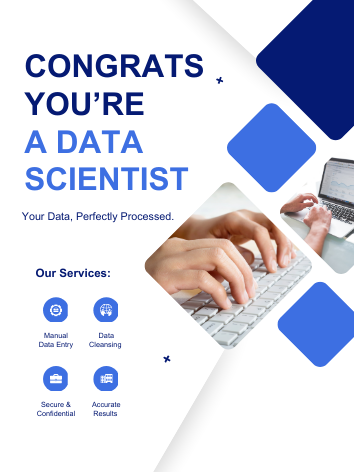 CONGRATS
YOU’RE
A DATA
SCIENTIST
Your Data, Perfectly Processed.
Our Services:
Manual
Data Entry
Data
Cleansing
Secure &
Confidential
Accurate
Results